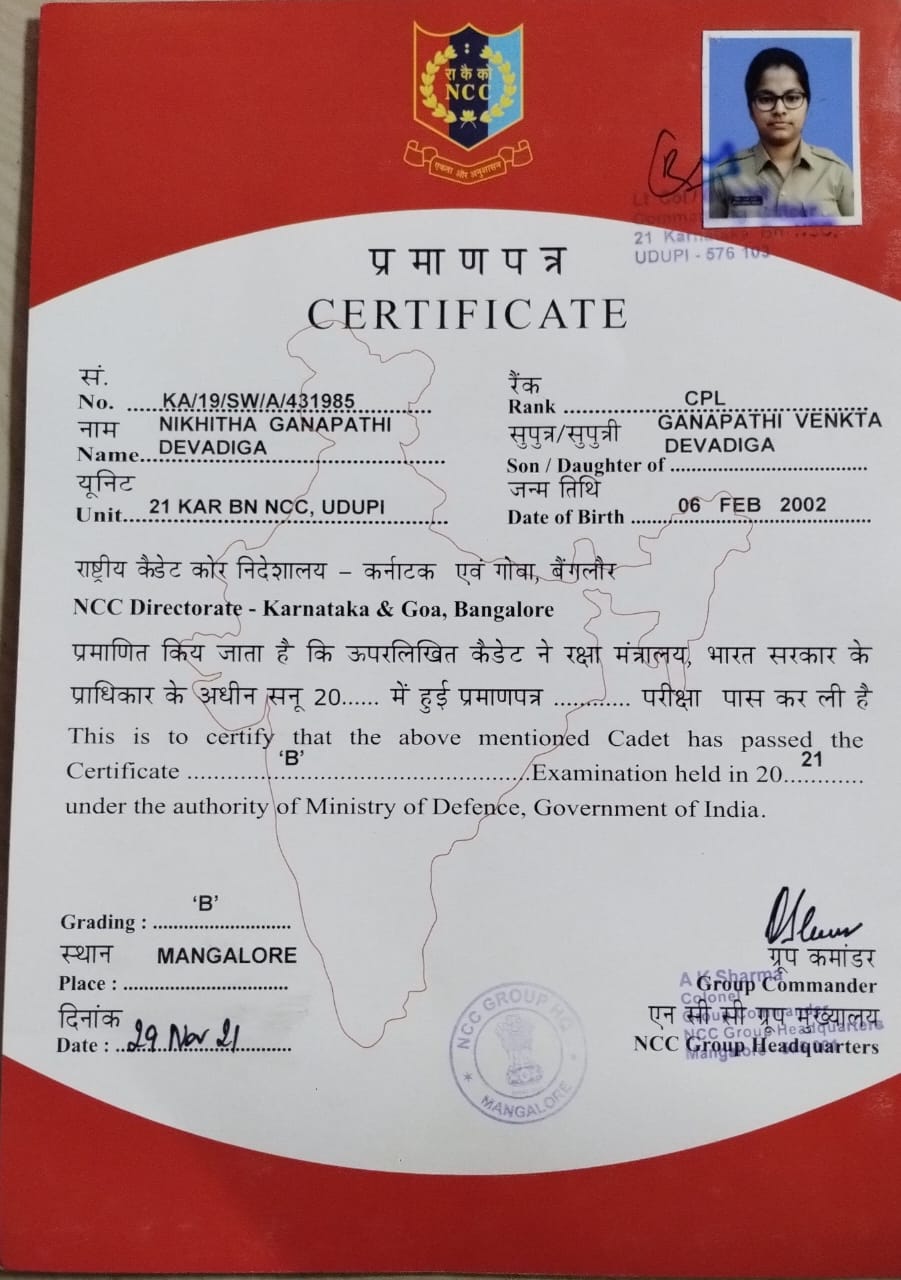 रा कै को
NCC
एकता और अनुशासन
Lt Col
21 Karnataka Bn NCC.
UDUPI - 576 103
प्रमाणपत्र
CERTIFICATE
सं.
No. KA/19/SW/A/431985
रैंक
Rank CPL
नाम NIKHITHA GANAPATHI
Name DEVADIGA
सुपुत्र/सुपुत्री GANAPATHI VENKTA
Son / Daughter of DEVADIGA
यूनिट
Unit 21 KAR BN NCC, UDUPI
जन्म तिथि
Date of Birth 06 FEB 2002
राष्ट्रीय कैडेट कोर निदेशालय – कर्नाटक एवं गोवा, बैंगलौर
NCC Directorate - Karnataka & Goa, Bangalore
प्रमाणित किय जाता है कि ऊपरलिखित कैडेट ने रक्षा मंत्रालय, भारत सरकार के
प्राधिकार के अधीन सनू 20...... में हुई प्रमाणपत्र ............ परीक्षा पास कर ली है
This is to certify that the above mentioned Cadet has passed the
Certificate 'B' Examination held in 20 21
under the authority of Ministry of Defence, Government of India.
Grading : 'B'
स्थान MANGALORE
Place :
दिनांक
Date : 29 Nov 21
NCC GROUP HQ
MANGALORE
ग्रूप कमांडर
Group Commander
एन सी सी ग्रूप मुख्यालय
NCC Group Headquarters
A K Sharma
Colonel
Group Commander
NCC Group Headquarters
Mangalore